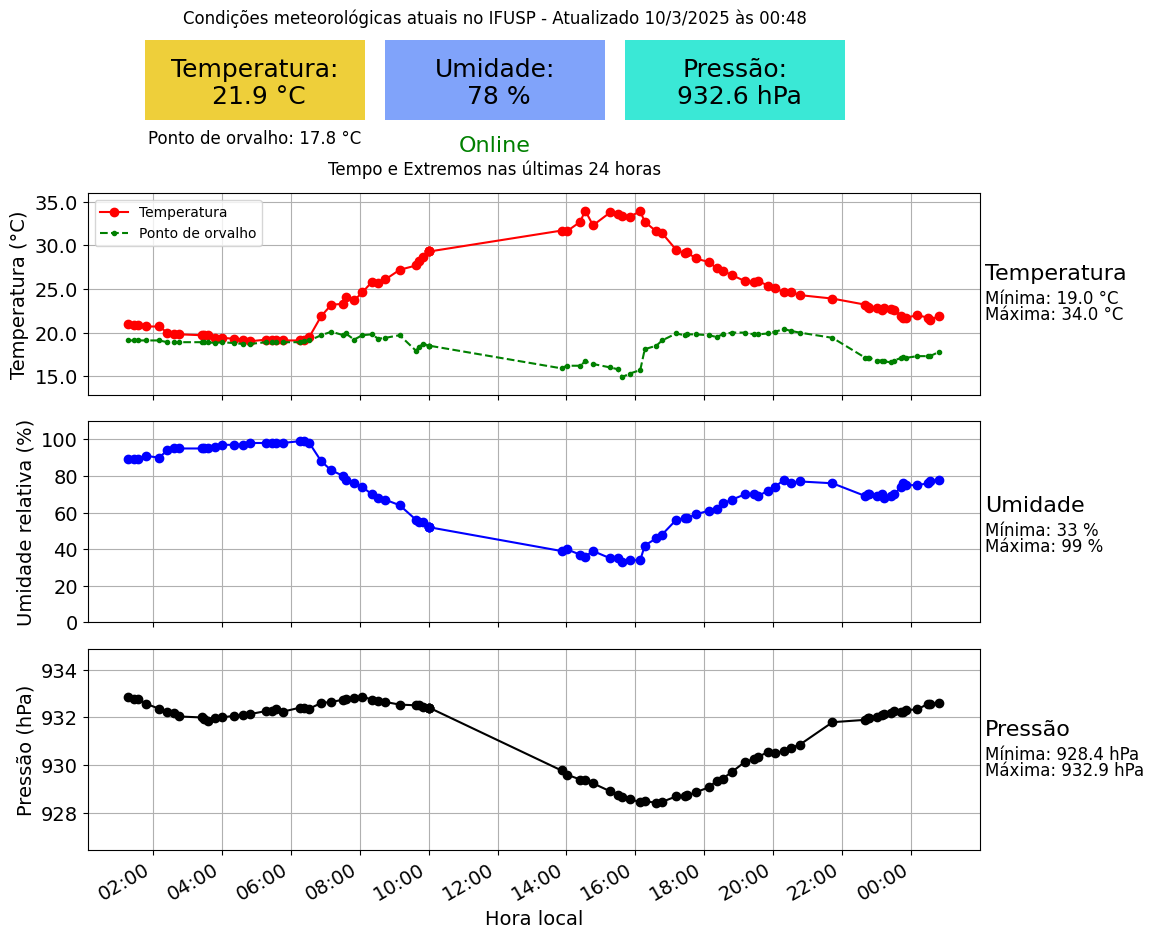 Condições meteorológicas atuais no IFUSP - Atualizado 10/3/2025 às 00:48
Temperatura:
21.9 °C
Umidade:
78 %
Pressão:
932.6 hPa
Ponto de orvalho: 17.8 °C
Online
Tempo e Extremos nas últimas 24 horas
Temperatura (°C)
35.0
30.0
25.0
20.0
15.0
Temperatura
Ponto de orvalho
Temperatura
Mínima: 19.0 °C
Máxima: 34.0 °C
Umidade relativa (%)
100
80
60
40
20
0
Umidade
Mínima: 33 %
Máxima: 99 %
Pressão (hPa)
934
932
930
928
Pressão
Mínima: 928.4 hPa
Máxima: 932.9 hPa
02:00 04:00 06:00 08:00 10:00 12:00 14:00 16:00 18:00 20:00 22:00 00:00
Hora local